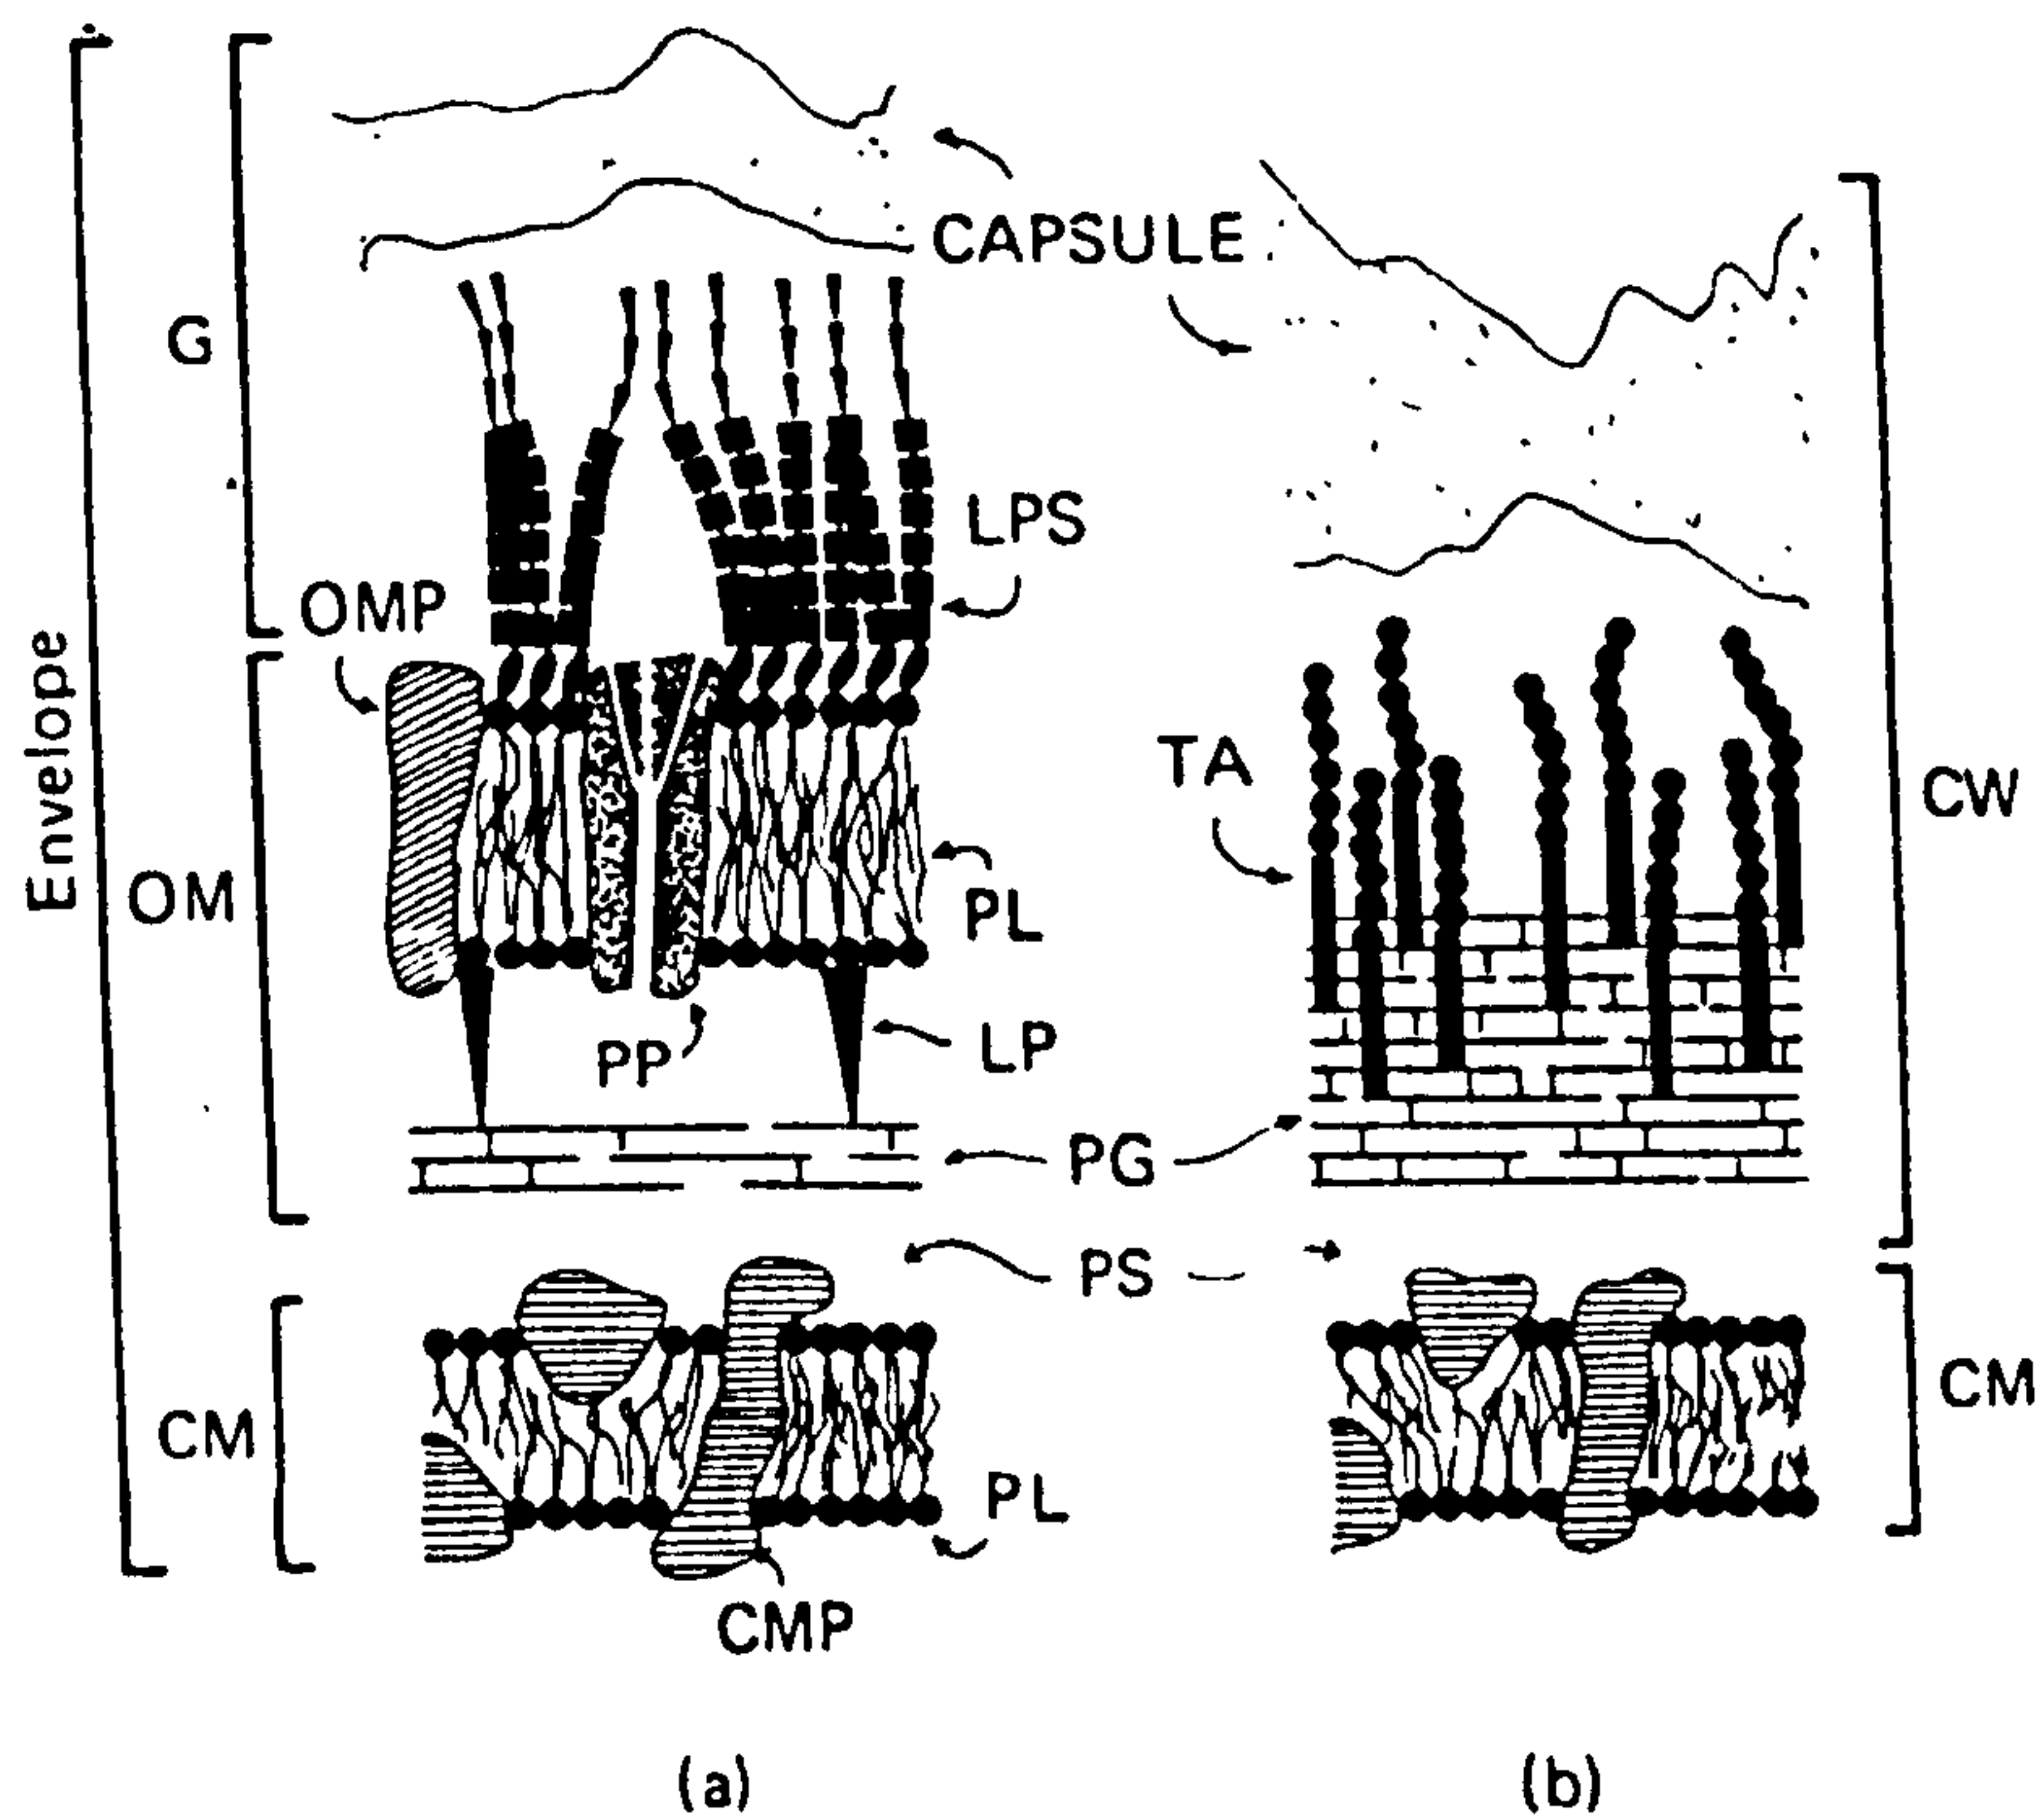 CAPSULE
G
LPS
OMP
Envelope
TA
CW
OM
PL
PP
LP
PG
PS
CM
CM
PL
CMP
(a)
(b)